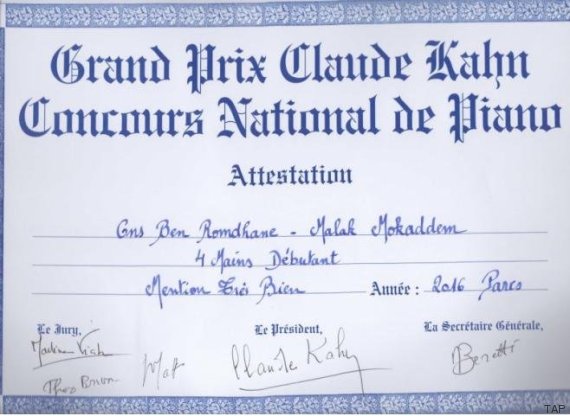 Grand Prix Claude Kahn
Concours National de Piano
Attestation
Ons Ben Romdhane - Malak Mokaddem
4 Mains Débutant
Mention Très Bien Année : 2016 Paris
Le Jury, Le Président, La Secrétaire Générale,
Claude Kahn
TAP